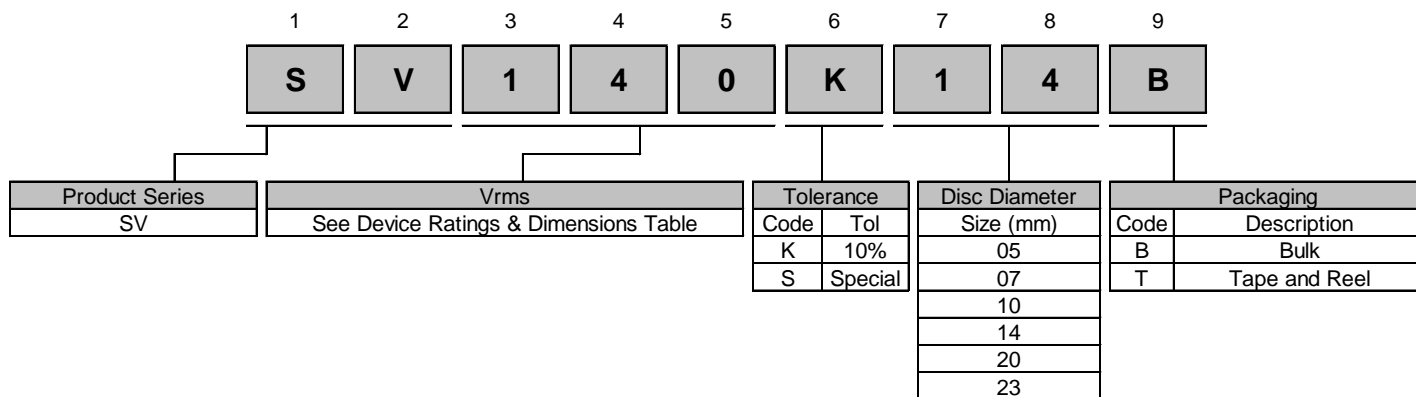 1 2 3 4 5 6 7 8 9
S V 1 4 0 K 1 4 B
Product Series Vrms Tolerance Disc Diameter Packaging
SV See Device Ratings & Dimensions Table Code Tol Size (mm) Code Description
K 10% 05 B Bulk
S Special 07 T Tape and Reel
10
14
20
23